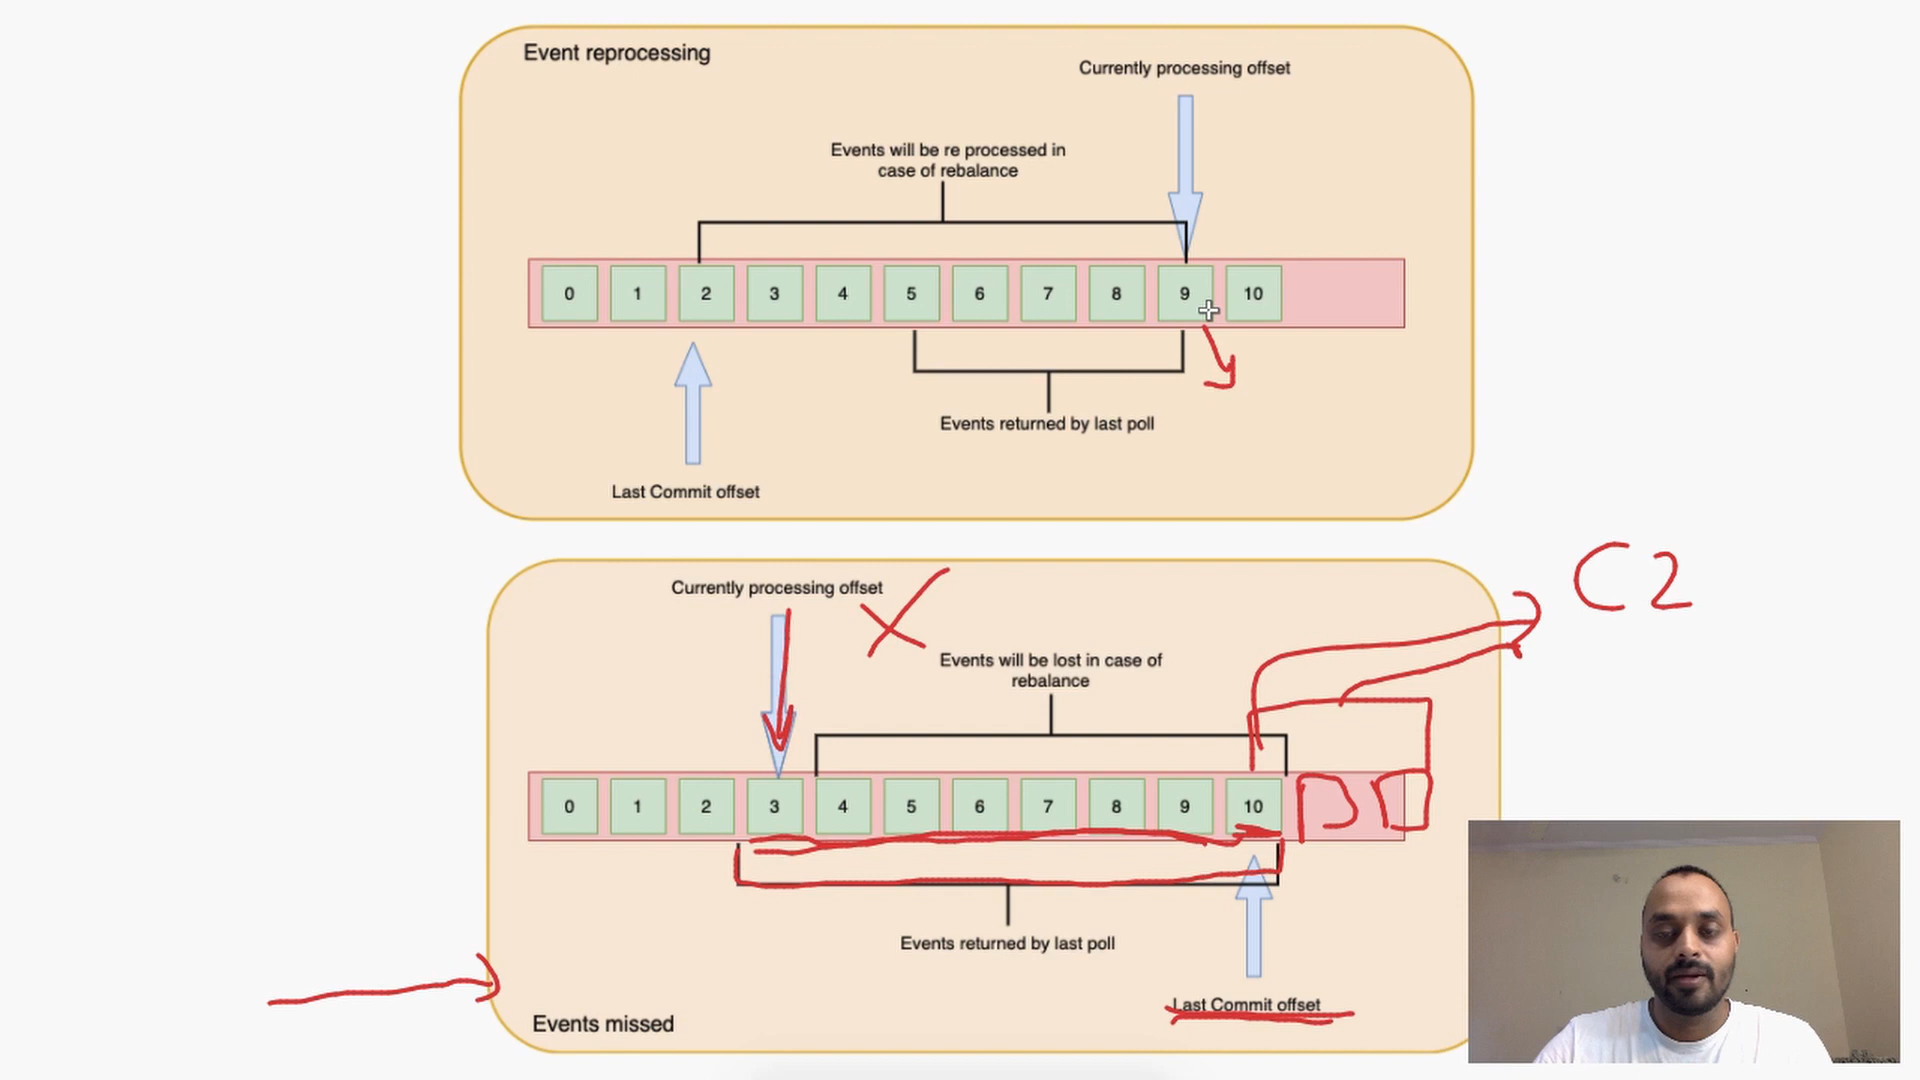 Event reprocessing
Currently processing offset
Events will be re processed in
case of rebalance
0 1 2 3 4 5 6 7 8 9 10
Events returned by last poll
Last Commit offset
C2
Currently processing offset
Events will be lost in case of
rebalance
0 1 2 3 4 5 6 7 8 9 10
Events returned by last poll
Last Commit offset
Events missed